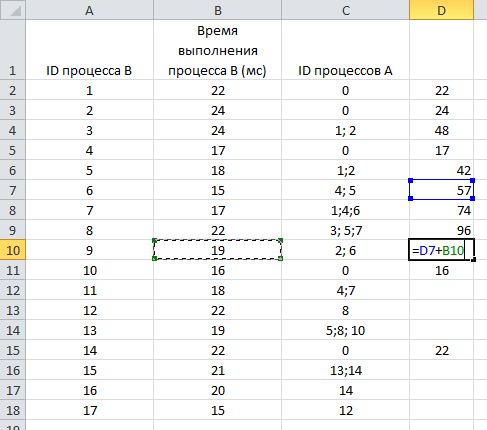 A B C D
1 ID процесса B Время выполнения процесса B (мс) ID процессов A
2 1 22 0 22
3 2 24 0 24
4 3 24 1; 2 48
5 4 17 0 17
6 5 18 1;2 42
7 6 15 4; 5 57
8 7 17 1;4;6 74
9 8 22 3; 5;7 96
10 9 19 2; 6 =D7+B10
11 10 16 0 16
12 11 18 4;7
13 12 22 8
14 13 19 5;8; 10
15 14 22 0 22
16 15 21 13;14
17 16 20 14
18 17 15 12